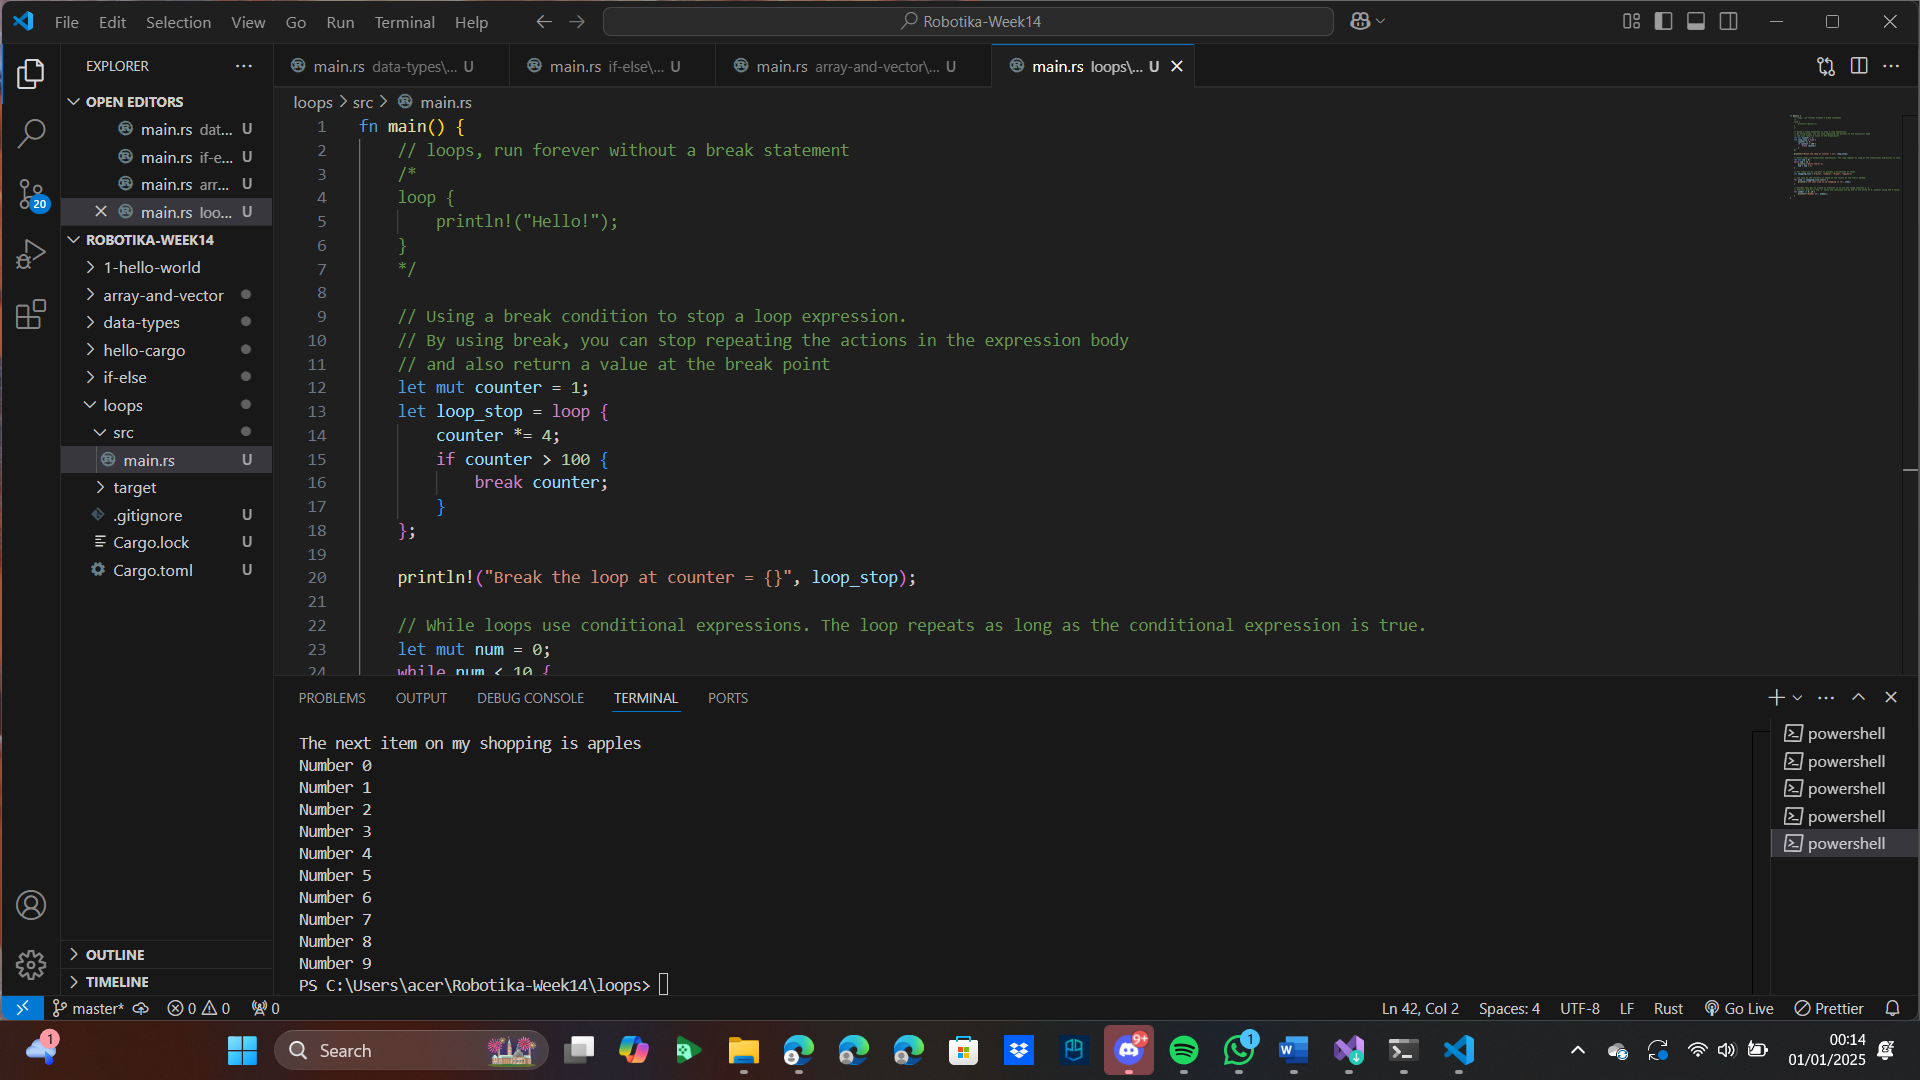 File Edit Selection View Go Run Terminal Help
Robotika-Week14
EXPLORER
OPEN EDITORS
main.rs dat... U
main.rs if-e... U
main.rs arr... U
main.rs loo... U
ROBOTIKA-WEEK14
1-hello-world
array-and-vector
data-types
hello-cargo
if-else
loops
src
main.rs U
target
.gitignore U
Cargo.lock U
Cargo.toml U
OUTLINE
TIMELINE
20
main.rs data-types\... U
main.rs if-else\... U
main.rs array-and-vector\... U
main.rs loops\... U
loops > src > main.rs
1 fn main() {
2 // loops, run forever without a break statement
3 /*
4 loop {
5 println!("Hello!");
6 }
7 */
8
9 // Using a break condition to stop a loop expression.
10 // By using break, you can stop repeating the actions in the expression body
11 // and also return a value at the break point
12 let mut counter = 1;
13 let loop_stop = loop {
14 counter *= 4;
15 if counter > 100 {
16 break counter;
17 }
18 };
19
20 println!("Break the loop at counter = {}", loop_stop);
21
22 // While loops use conditional expressions. The loop repeats as long as the conditional expression is true.
23 let mut num = 0;
24 while num < 10 {
PROBLEMS OUTPUT DEBUG CONSOLE TERMINAL PORTS
The next item on my shopping is apples
Number 0
Number 1
Number 2
Number 3
Number 4
Number 5
Number 6
Number 7
Number 8
Number 9
PS C:\Users\acer\Robotika-Week14\loops>
powershell
powershell
powershell
powershell
powershell
master* 0 0 0
Ln 42, Col 2 Spaces: 4 UTF-8 LF Rust Go Live Prettier
1
Search
9+
1
00:14
01/01/2025